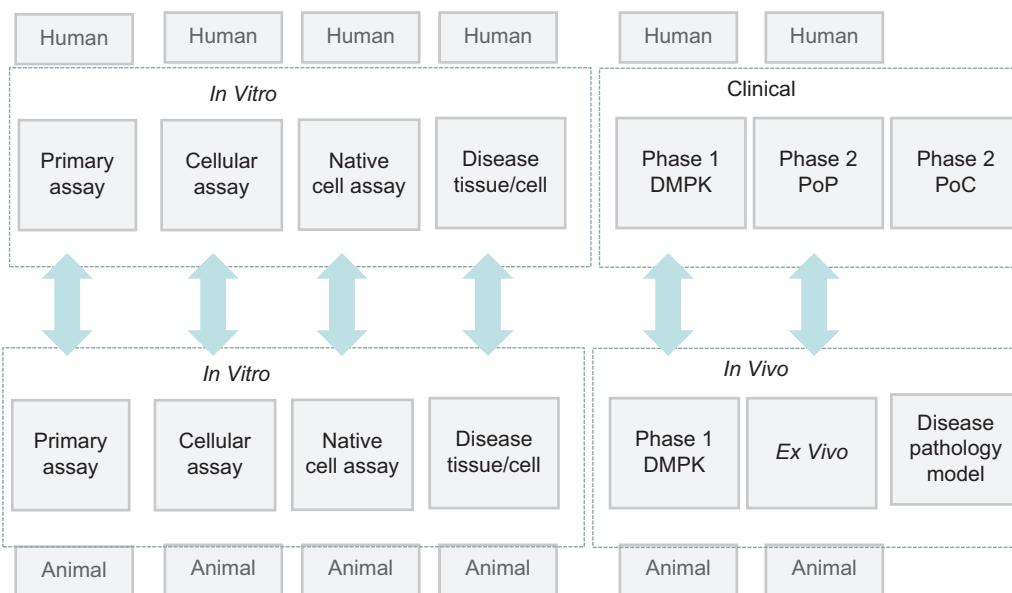 Human Human Human Human Human Human
In Vitro
Clinical
Primary
assay
Cellular
assay
Native
cell assay
Disease
tissue/cell
Phase 1
DMPK
Phase 2
PoP
Phase 2
PoC
In Vitro
In Vivo
Primary
assay
Cellular
assay
Native
cell assay
Disease
tissue/cell
Phase 1
DMPK
Ex Vivo
Disease
pathology
model
Animal Animal Animal Animal Animal Animal